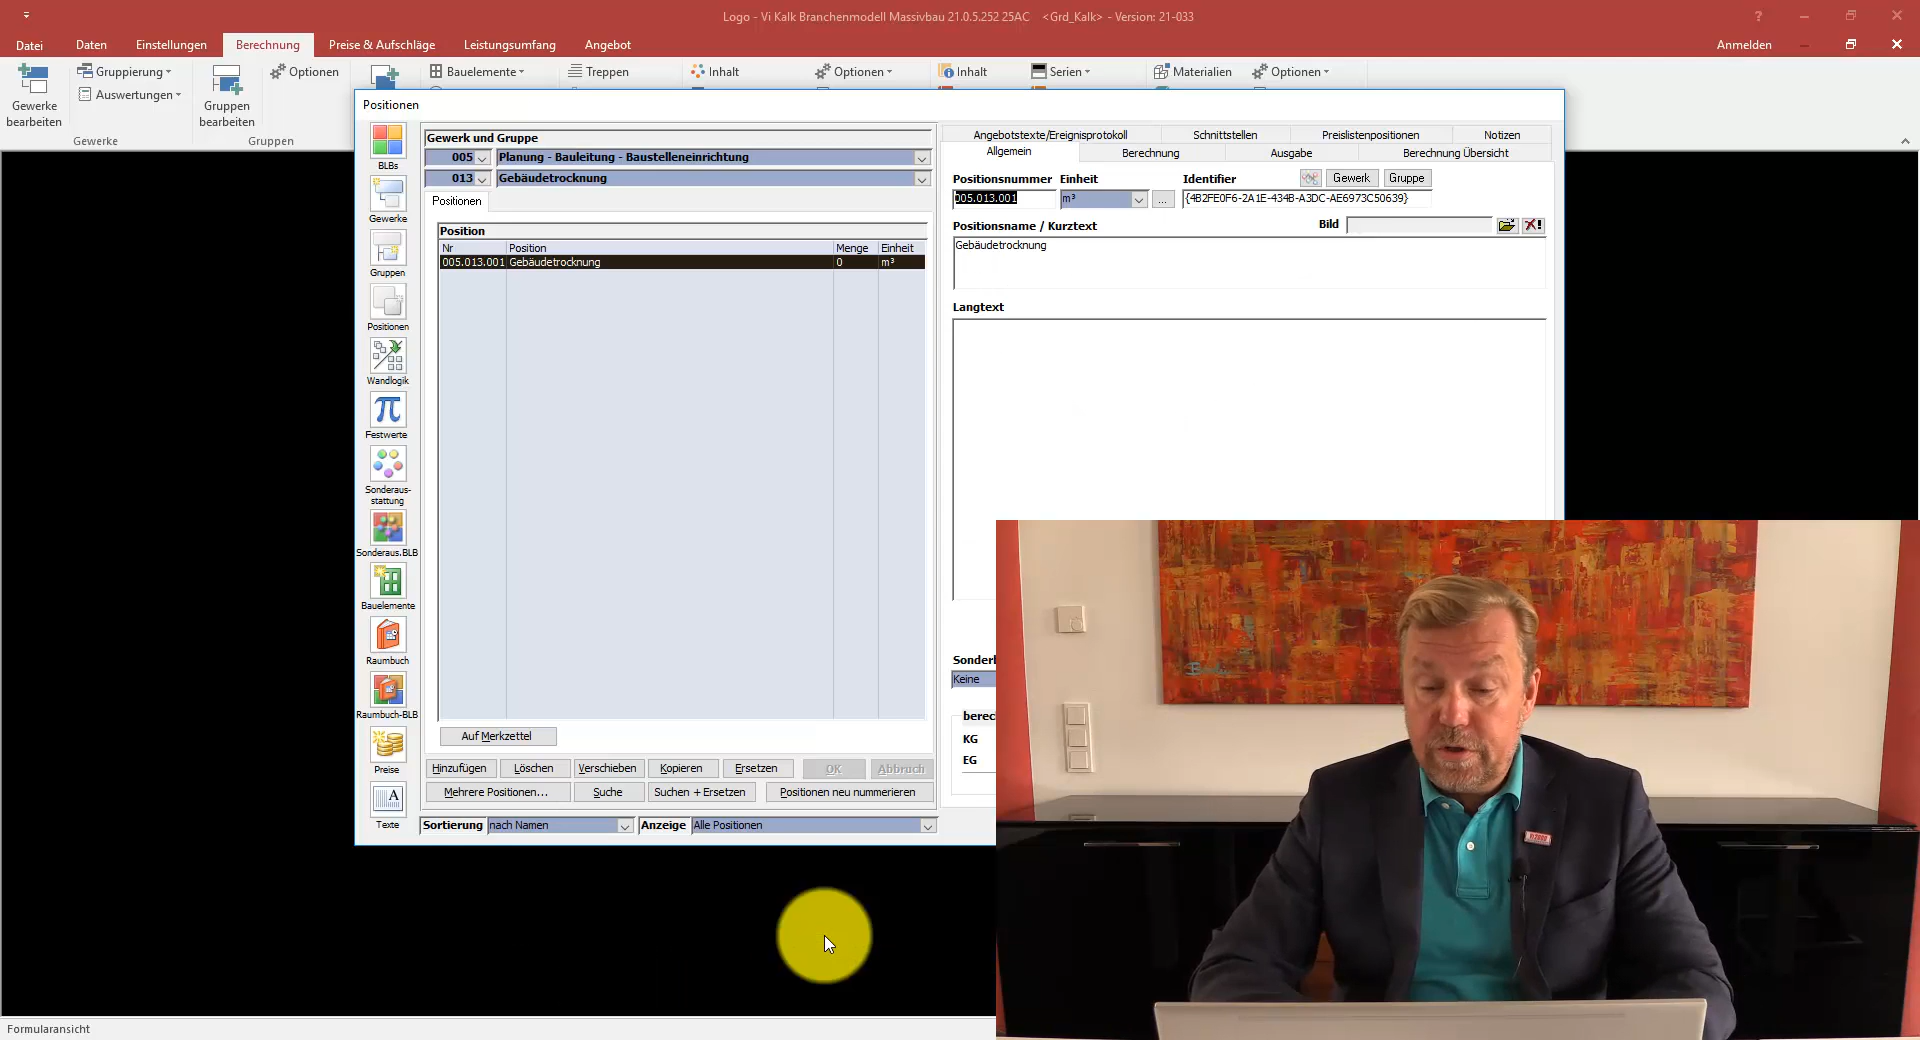 Logo - Vi Kalk Branchenmodell Massivbau 21.0.5.252 25AC <Grd_Kalk> - Version: 21-033
Datei Daten Einstellungen Berechnung Preise & Aufschläge Leistungsumfang Angebot Anmelden
Gewerke bearbeiten
Gruppierung
Auswertungen
Gewerke
Gruppen bearbeiten
Optionen
Gruppen
Bauelemente
Treppen
Inhalt
Optionen
Inhalt
Serien
Materialien
Optionen
Positionen
BLBs
Gewerke
Gruppen
Positionen
Wandlogik
Festwerte
Sonderaus-
stattung
Sonderaus.BLB
Bauelemente
Raumbuch
Raumbuch-BLB
Preise
Texte
Gewerk und Gruppe
005 Planung - Bauleitung - Baustelleneinrichtung
013 Gebäudetrocknung
Positionen
Position
Nr Position Menge Einheit
005.013.001 Gebäudetrocknung 0 m³
Auf Merkzettel
Hinzufügen Löschen Verschieben Kopieren Ersetzen OK Abbruch
Mehrere Positionen... Suche Suchen + Ersetzen Positionen neu nummerieren
Sortierung nach Namen Anzeige Alle Positionen
Angebotstexte/Ereignisprotokoll Schnittstellen Preislistenpositionen Notizen
Allgemein Berechnung Ausgabe Berechnung Übersicht
Positionsnummer Einheit Identifier Gewerk Gruppe
005.013.001 m³ ... {4B2FE0F6-2A1E-434B-A3DC-AE6973C50639}
Positionsname / Kurztext Bild
Gebäudetrocknung
Langtext
Keine
KG
EG
Formularansicht